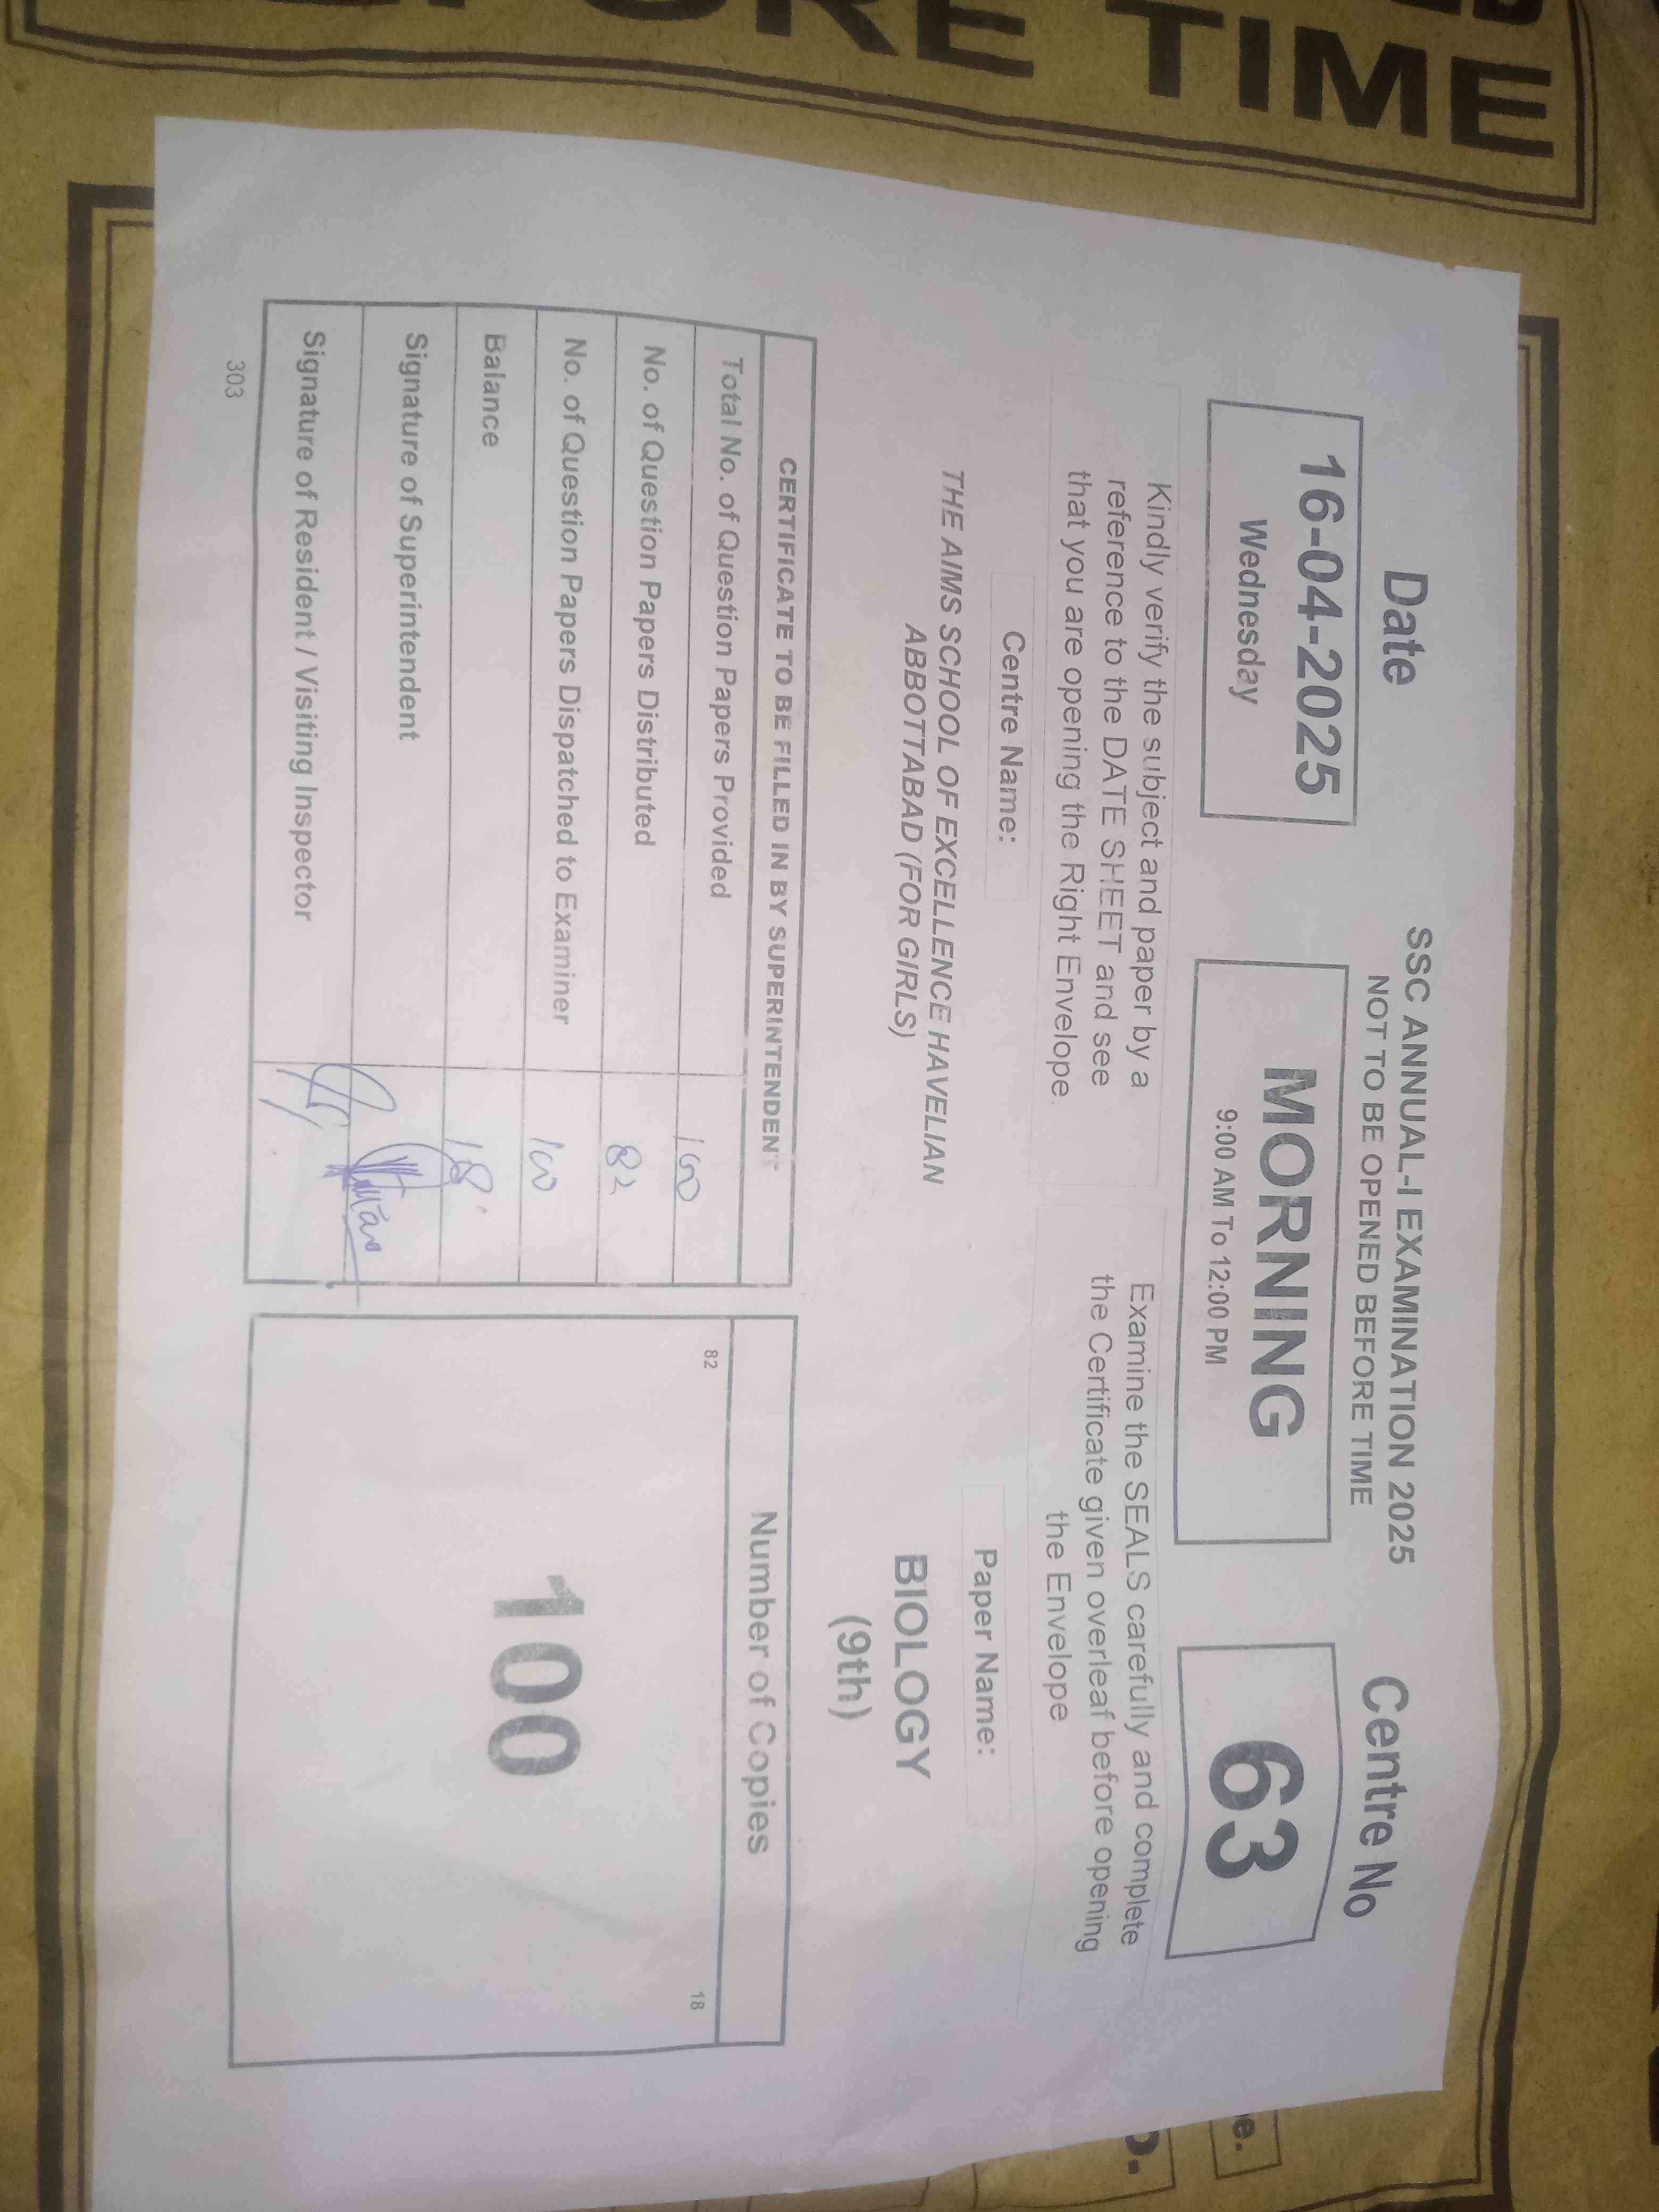 TIME
Date
16-04-2025
Wednesday
SSC ANNUAL-I EXAMINATION 2025
NOT TO BE OPENED BEFORE TIME
MORNING
9:00 AM To 12:00 PM
Centre No
63
Kindly verify the subject and paper by a
reference to the DATE SHEET and see
that you are opening the Right Envelope.
Examine the SEALS carefully and complete
the Certificate given overleaf before opening
the Envelope
Centre Name:
THE AIMS SCHOOL OF EXCELLENCE HAVELIAN
ABBOTTABAD (FOR GIRLS)
Paper Name:
BIOLOGY
(9th)
CERTIFICATE TO BE FILLED IN BY SUPERINTENDENT
Total No. of Question Papers Provided 100
No. of Question Papers Distributed 82
No. of Question Papers Dispatched to Examiner 100
Balance 18
Signature of Superintendent
Signature of Resident / Visiting Inspector
303
Number of Copies
82 18
100